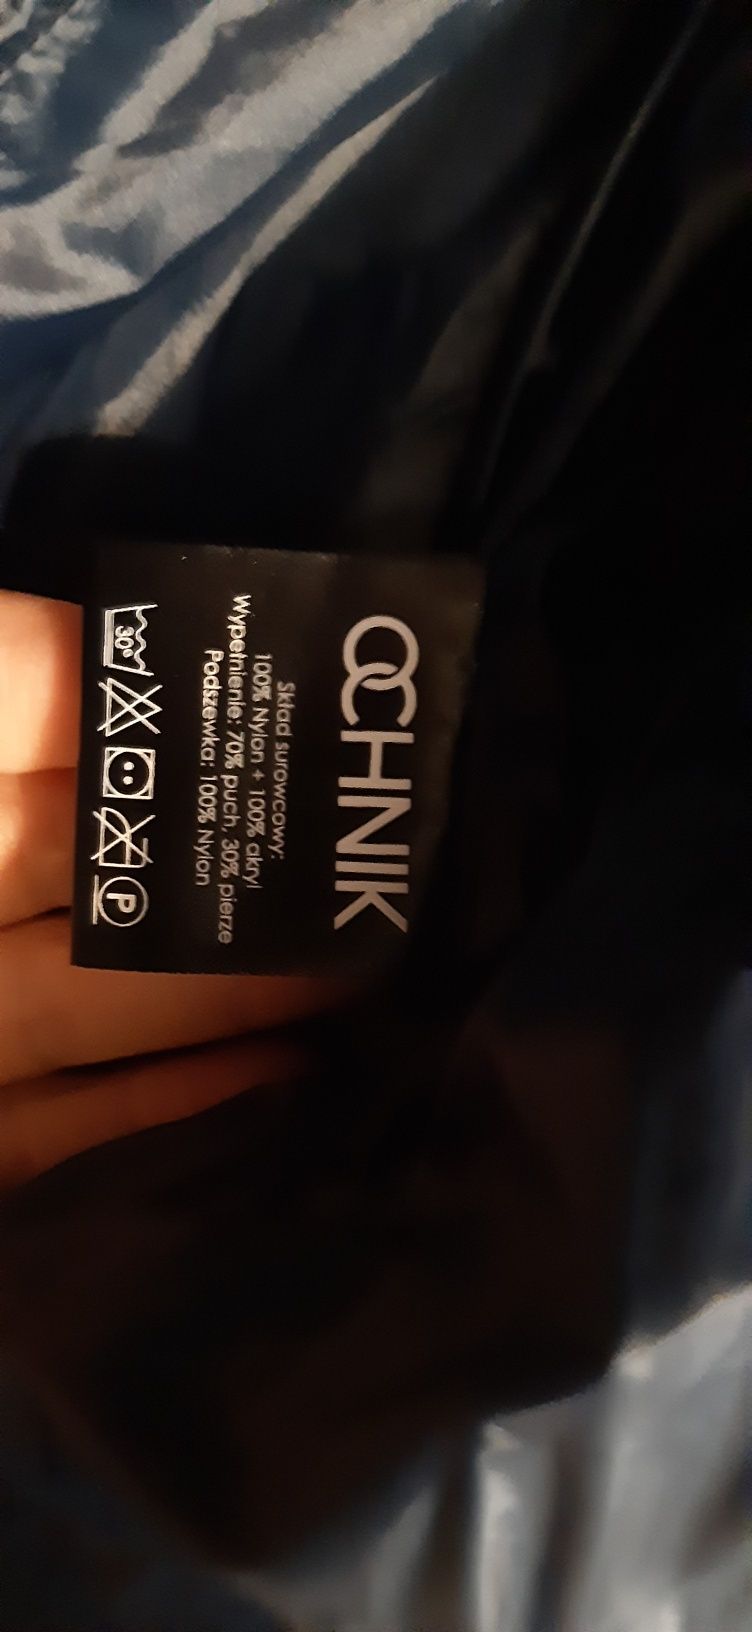 OCHNIK
Skład surowcowy:
100% Nylon + 100% akryl
Wypełnienie: 70% puch, 30% pierze
Podszewka: 100% Nylon
30°
P